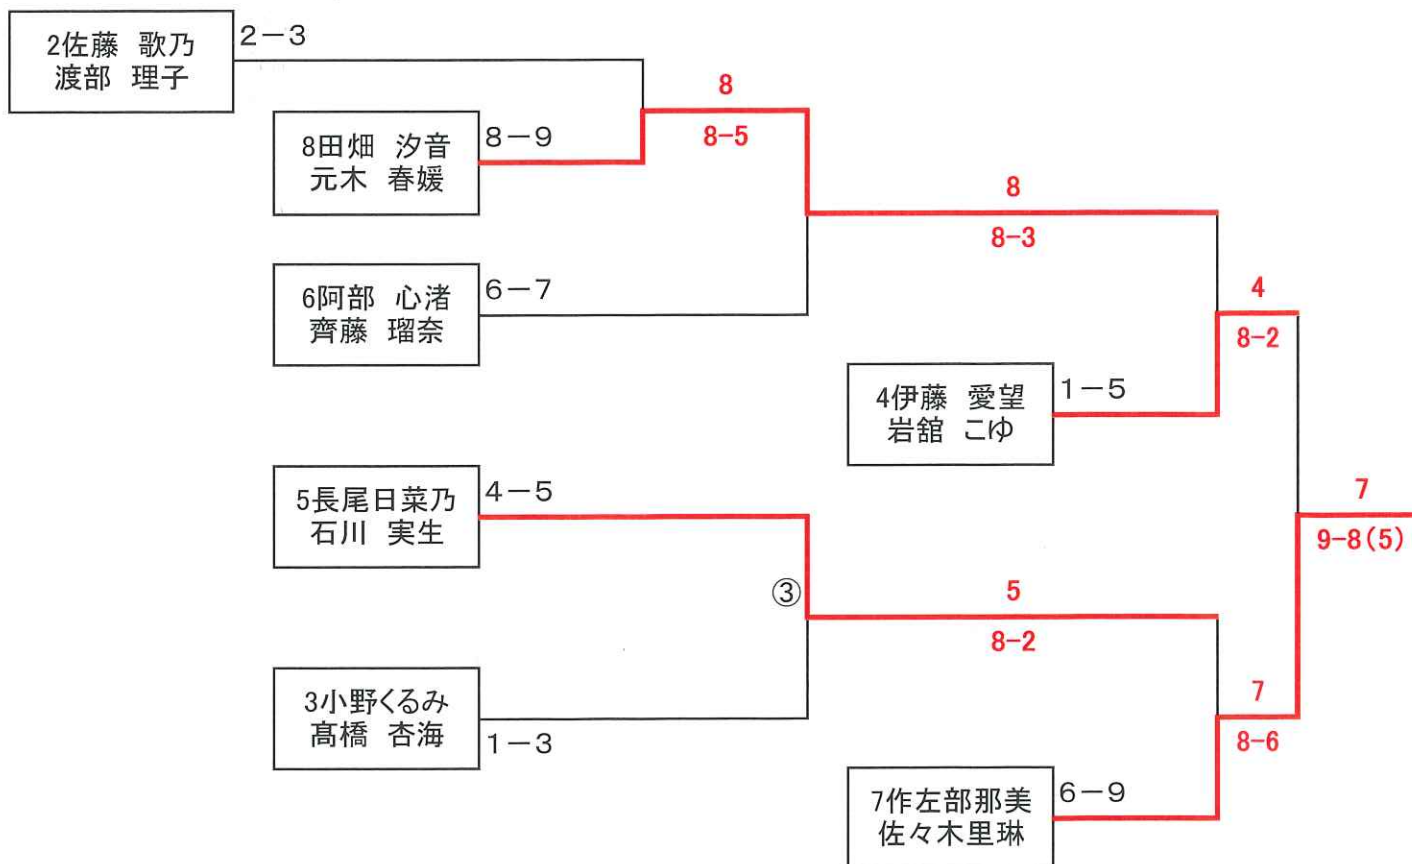 2佐藤 歌乃
渡部 理子
2－3
8田畑 汐音
元木 春媛
8－9
8
8-5
6阿部 心渚
齊藤 瑠奈
6－7
8
8-3
4伊藤 愛望
岩舘 こゆ
1－5
4
8-2
5長尾日菜乃
石川 実生
4－5
③
3小野くるみ
髙橋 杏海
1－3
5
8-2
7作左部那美
佐々木里琳
6－9
7
8-6
7
9-8(5)